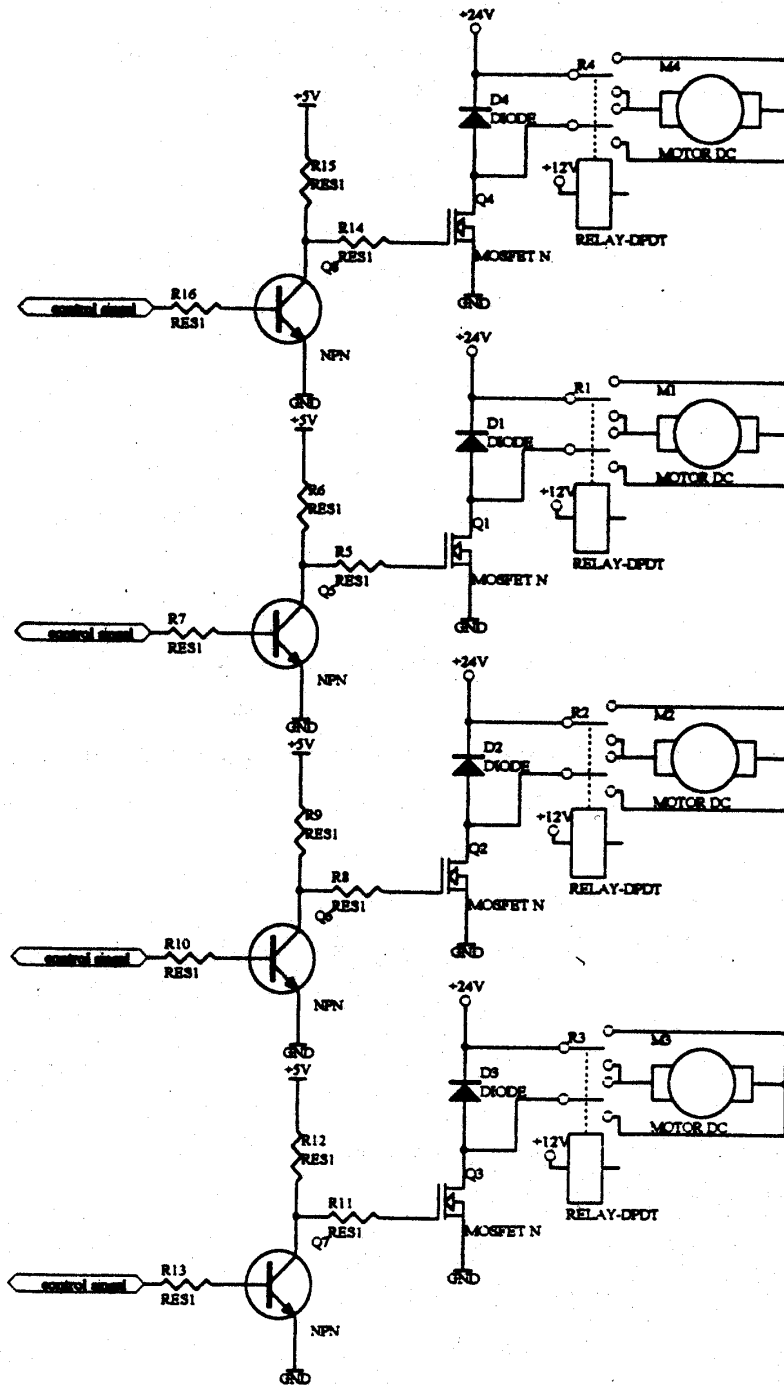 +24V
R4
M4
D4
DIODE
+5V
MOTOR DC
R15
RES1
+12V
Q4
RELAY-DPDT
R14
RES1
Q8
MOSFET N
R16
RES1
control signal
GND
NPN
GND
+5V
+24V
R1
M1
D1
DIODE
MOTOR DC
R6
RES1
+12V
Q1
RELAY-DPDT
R5
RES1
Q5
MOSFET N
control signal
R7
RES1
GND
NPN
GND
+5V
+24V
R2
M2
D2
DIODE
MOTOR DC
R9
RES1
+12V
Q2
RELAY-DPDT
R8
RES1
Q6
MOSFET N
control signal
R10
RES1
GND
NPN
GND
+5V
+24V
R3
M3
D3
DIODE
MOTOR DC
R12
RES1
+12V
Q3
RELAY-DPDT
R11
RES1
Q7
MOSFET N
control signal
R13
RES1
GND
NPN
GND